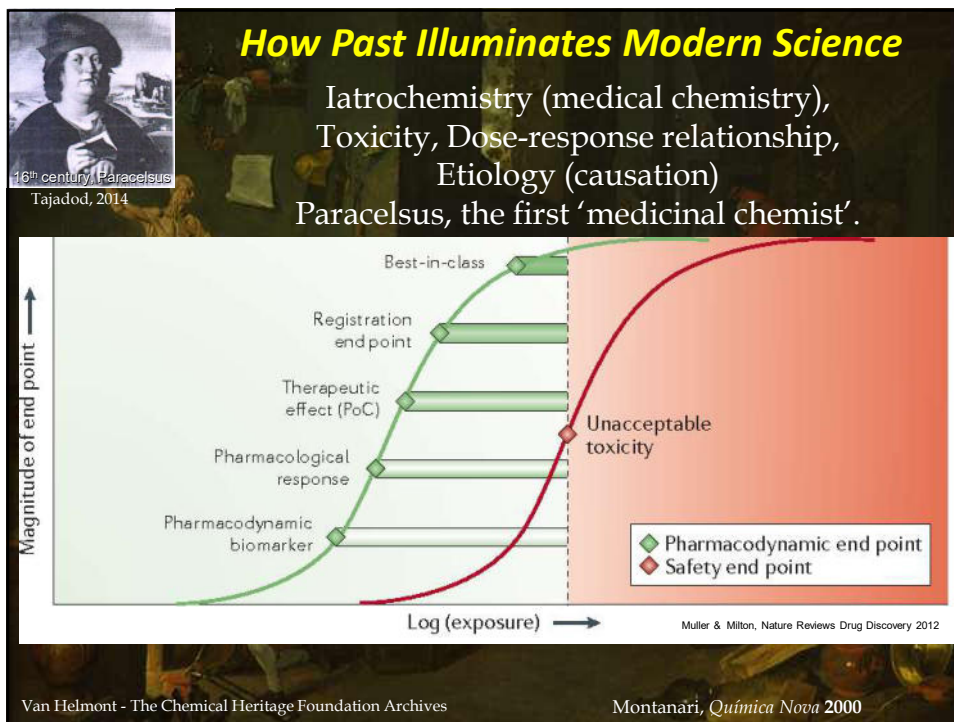 How Past Illuminates Modern Science
Iatrochemistry (medical chemistry),
Toxicity, Dose-response relationship,
Etiology (causation)
Paracelsus, the first ‘medicinal chemist’.
16th century, Paracelsus
Tajadod, 2014
Magnitude of end point
Best-in-class
Registration
end point
Therapeutic
effect (PoC)
Pharmacological
response
Pharmacodynamic
biomarker
Unacceptable
toxicity
Pharmacodynamic end point
Safety end point
Log (exposure)
Muller & Milton, Nature Reviews Drug Discovery 2012
Van Helmont - The Chemical Heritage Foundation Archives
Montanari, Química Nova 2000